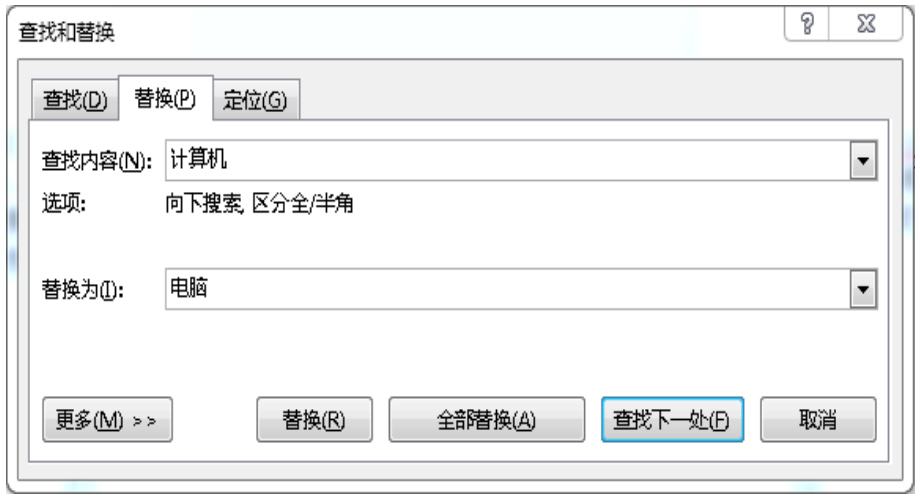 查找和替换
查找(D) 替换(P) 定位(G)
查找内容(N): 计算机
选项: 向下搜索, 区分全/半角
替换为(I): 电脑
更多(M) >> 替换(R) 全部替换(A) 查找下一处(F) 取消